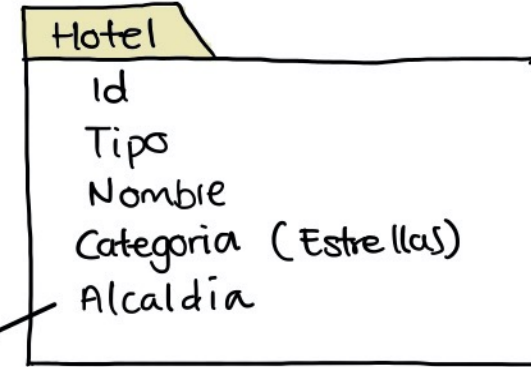 Hotel
Id
Tipo
Nombre
Categoria (Estrellas)
Alcaldia